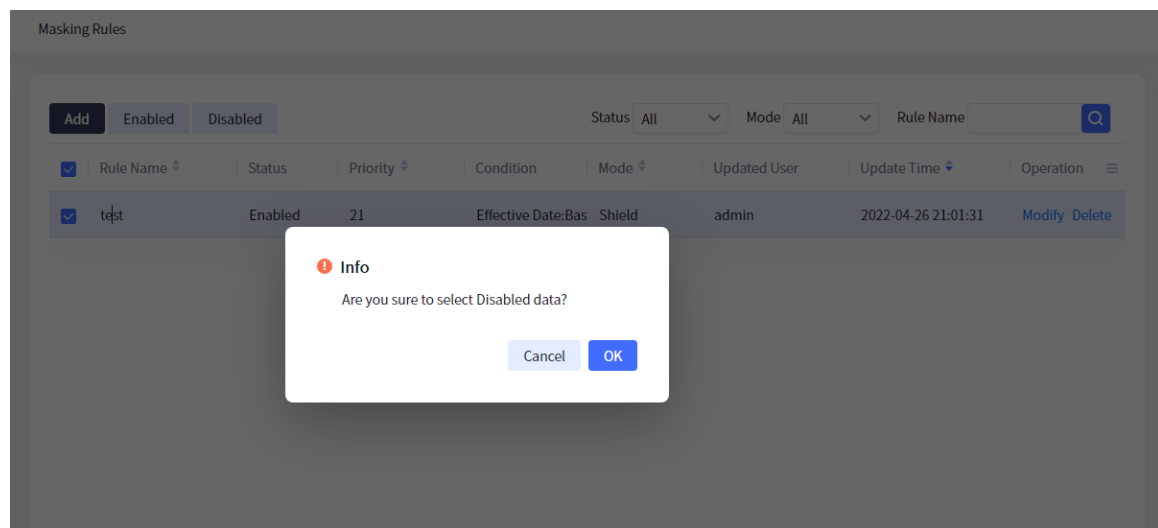 Masking Rules
Add Enabled Disabled Status All Mode All Rule Name
Rule Name Status Priority Condition Mode Updated User Update Time Operation
test Enabled 21 Effective Date:Bas Shield admin 2022-04-26 21:01:31 Modify Delete
Info
Are you sure to select Disabled data?
Cancel OK